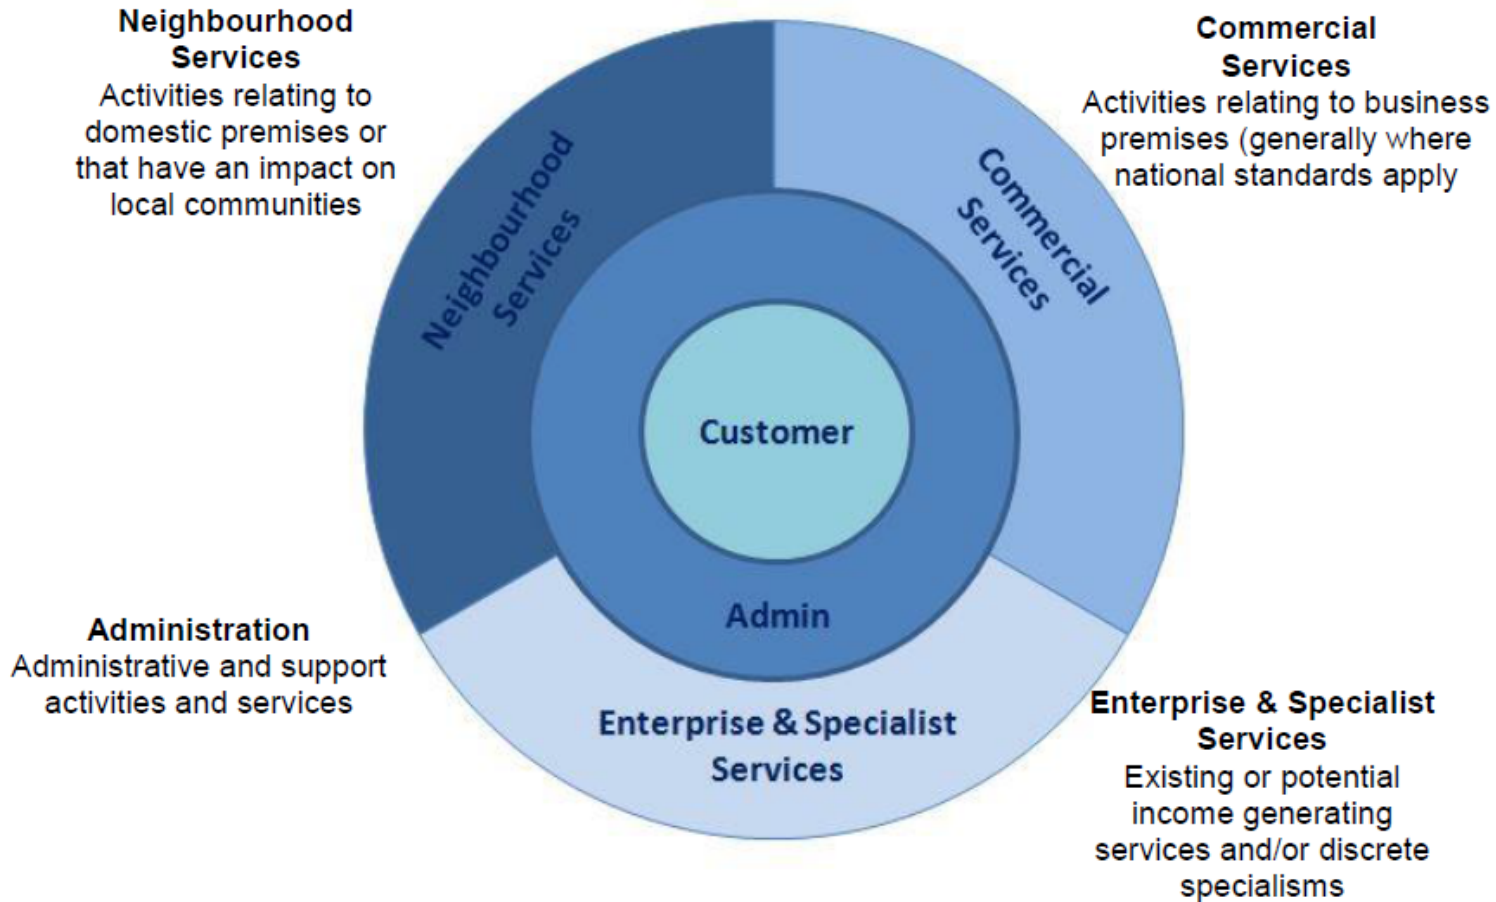 Neighbourhood
Services
Activities relating to
domestic premises or
that have an impact on
local communities
Commercial
Services
Activities relating to business
premises (generally where
national standards apply
Neighbourhood
Services
Commercial
Services
Customer
Admin
Enterprise & Specialist
Services
Administration
Administrative and support
activities and services
Enterprise & Specialist
Services
Existing or potential
income generating
services and/or discrete
specialisms